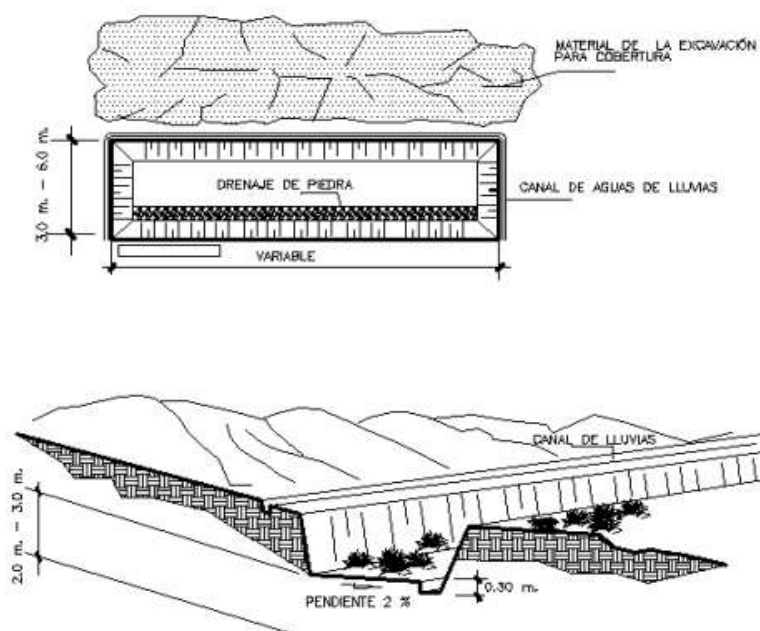 MATERIAL DE LA EXCAVACIÓN
PARA COBERTURA
3.0 m. - 6.0 m.
DRENAJE DE PIEDRA
CANAL DE AGUAS DE LLUVIAS
VARIABLE
CANAL DE LLUVIAS
2.0 m. - 3.0 m.
PENDIENTE 2 %
0.30 m.